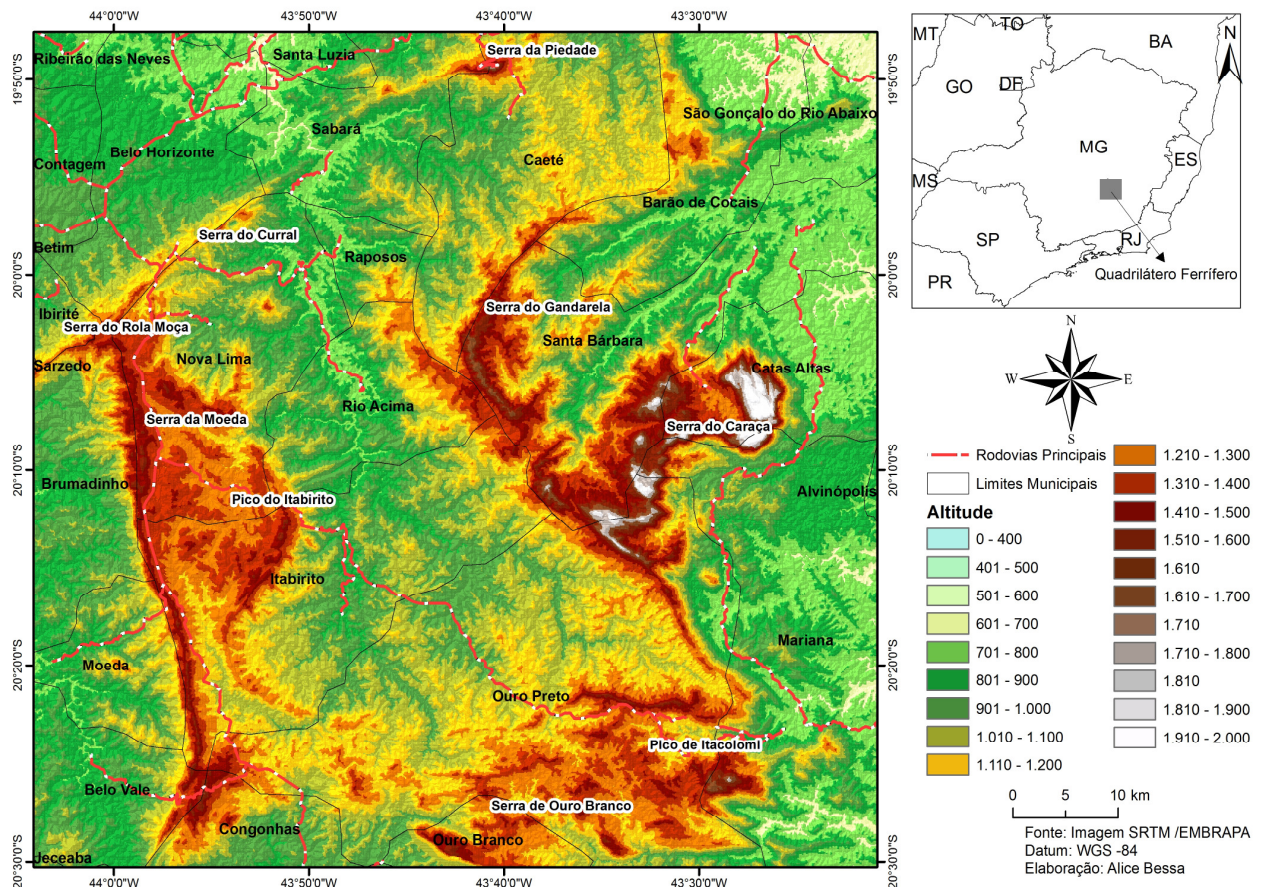 44°0'0"W 43°50'0"W 43°40'0"W 43°30'0"W
19°50'0"S
20°0'0"S
20°10'0"S
20°20'0"S
20°30'0"S
Ribeirão das Neves
Santa Luzia
Serra da Piedade
São Gonçalo do Rio Abaixo
Sabará
Belo Horizonte
Contagem
Caeté
Barão de Cocais
Serra do Curral
Betim
Raposos
Ibirité
Serra do Rola Moça
Serra do Gandarela
Santa Bárbara
Sarzedo
Nova Lima
Catas Altas
Rio Acima
Serra da Moeda
Serra do Caraça
Brumadinho
Pico do Itabirito
Alvinópolis
Itabirito
Mariana
Moeda
Ouro Preto
Pico de Itacolomi
Belo Vale
Serra de Ouro Branco
Congonhas
Ouro Branco
Jeceaba
19°50'0"S
20°0'0"S
20°10'0"S
20°20'0"S
20°30'0"S
44°0'0"W 43°50'0"W 43°40'0"W 43°30'0"W
MT
TO
BA
N
GO
DF
MG
ES
MS
SP
RJ
PR
Quadrilátero Ferrífero
N
W
E
S
Rodovias Principais
Limites Municipais
Altitude
0 - 400
401 - 500
501 - 600
601 - 700
701 - 800
801 - 900
901 - 1.000
1.010 - 1.100
1.110 - 1.200
1.210 - 1.300
1.310 - 1.400
1.410 - 1.500
1.510 - 1.600
1.610
1.610 - 1.700
1.710
1.710 - 1.800
1.810
1.810 - 1.900
1.910 - 2.000
0 5 10 km
Fonte: Imagem SRTM /EMBRAPA
Datum: WGS -84
Elaboração: Alice Bessa